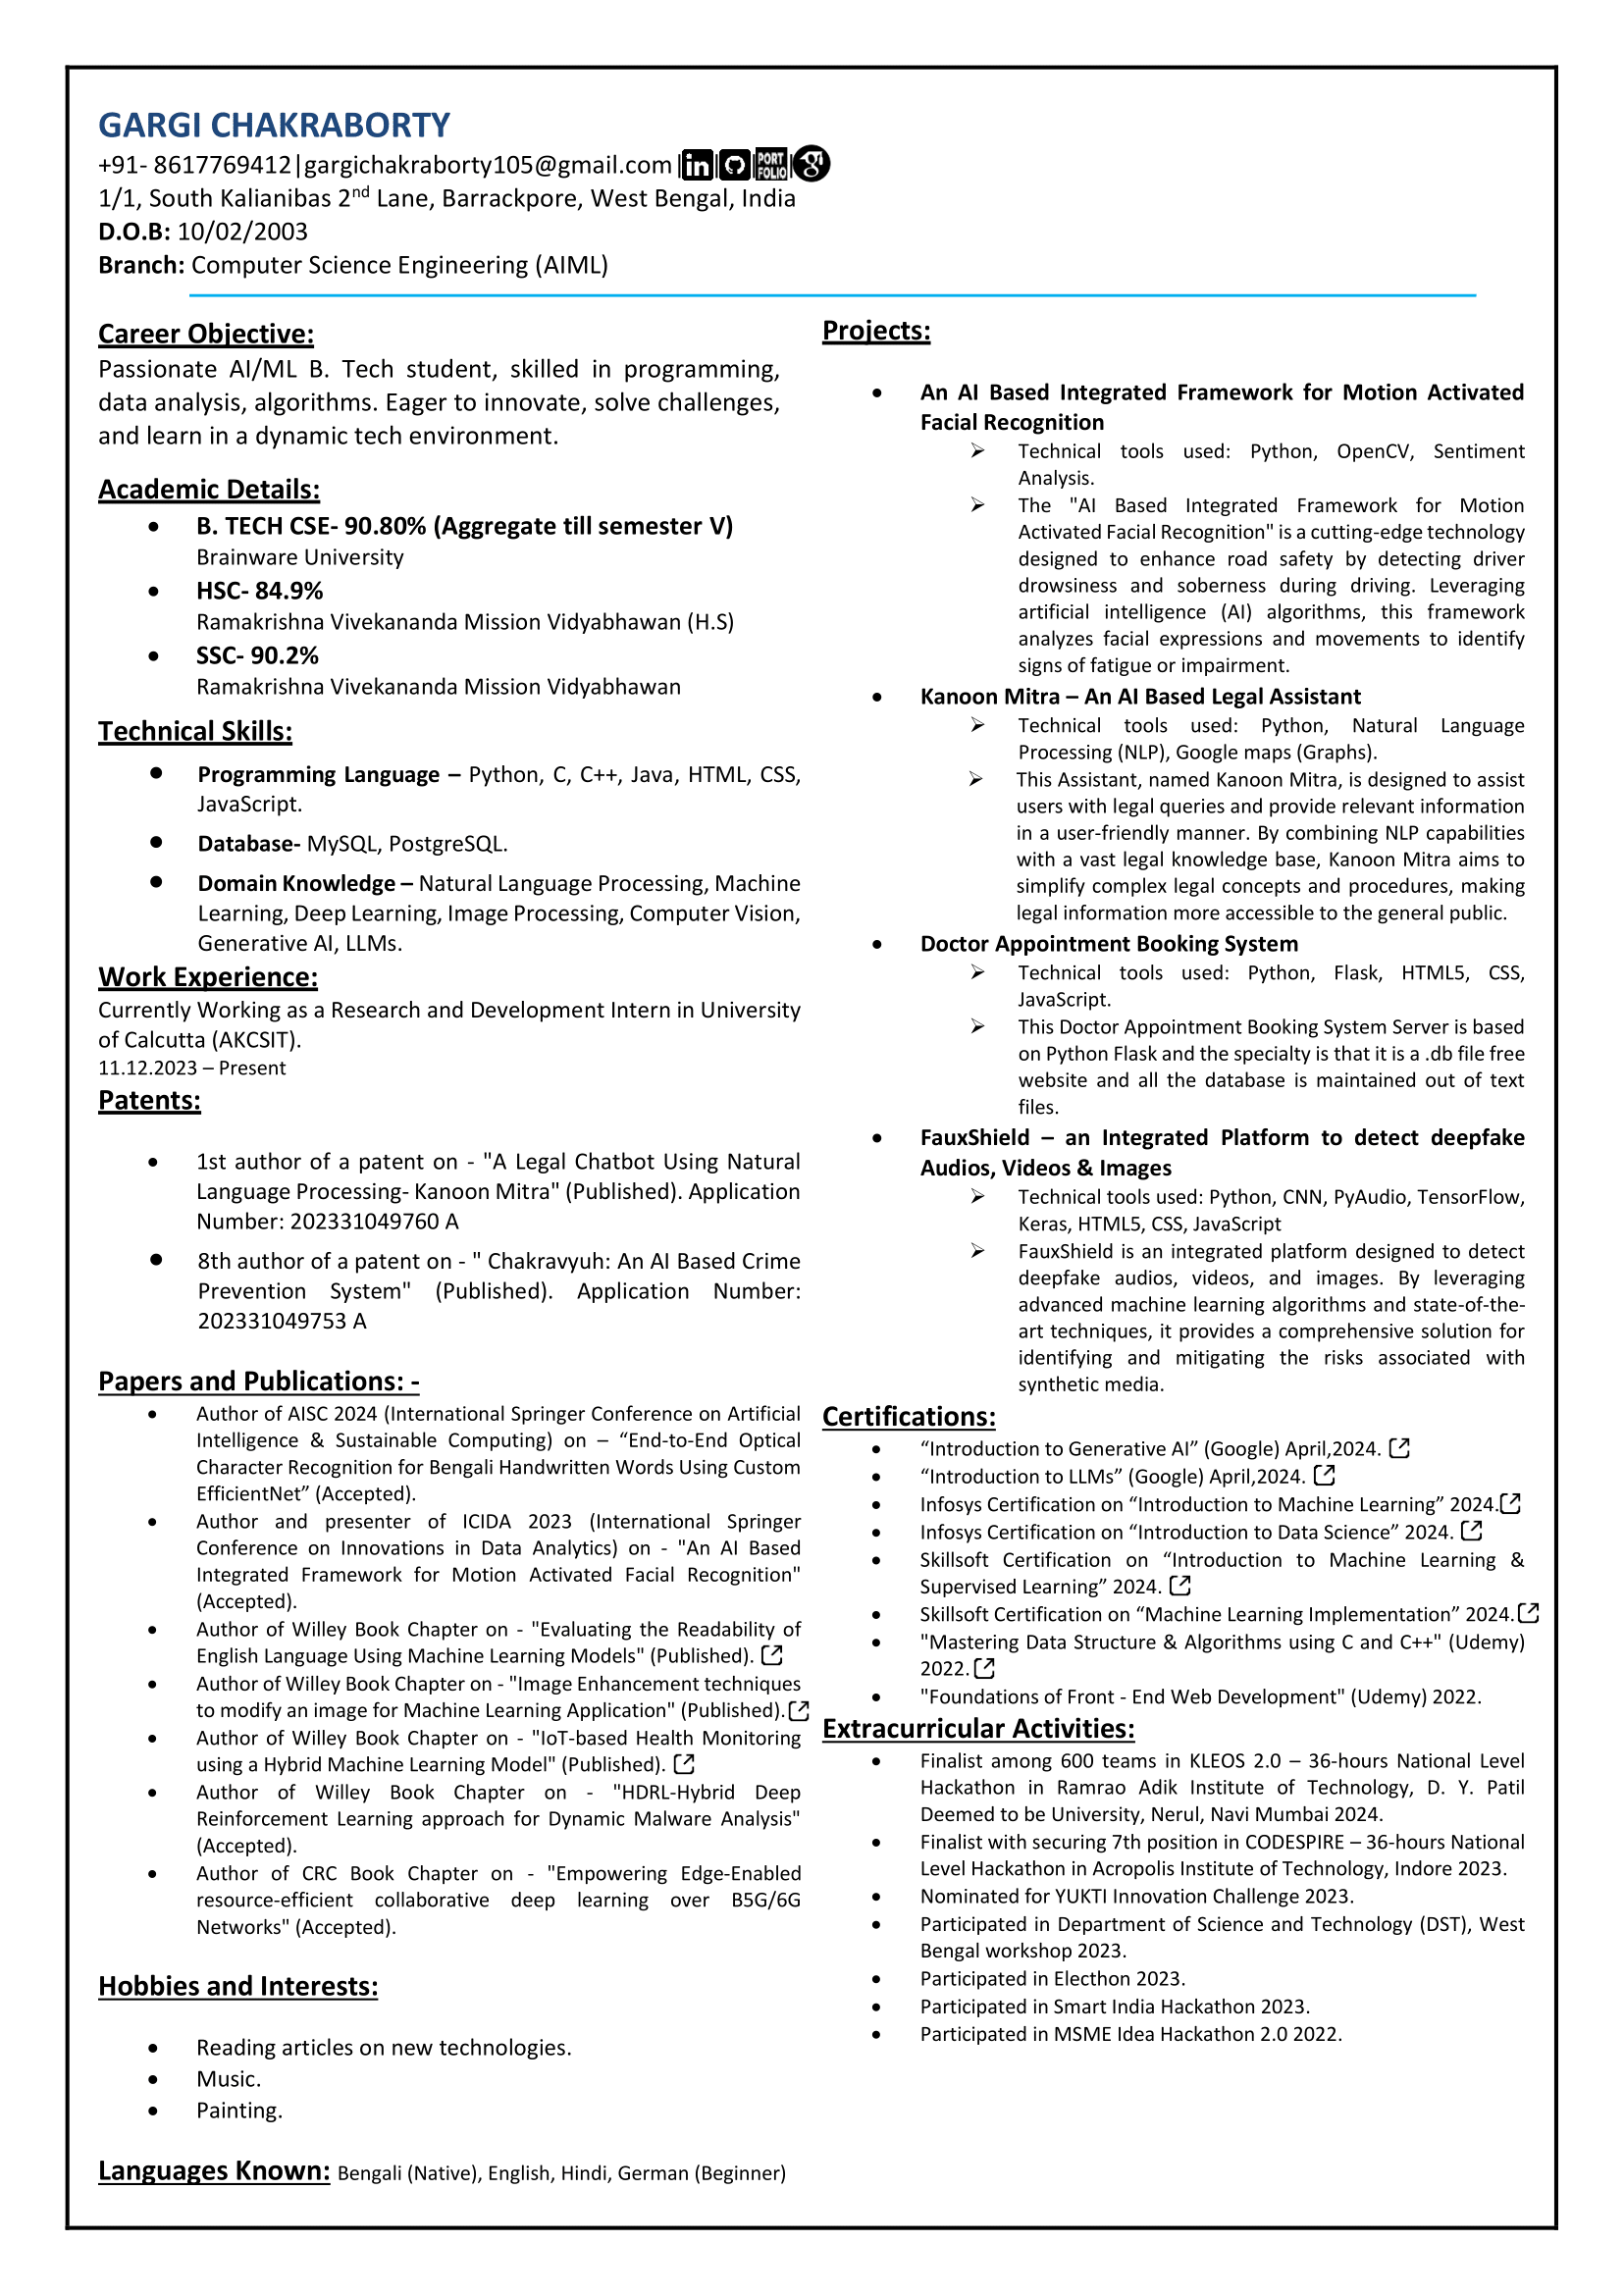 GARGI CHAKRABORTY
+91- 8617769412|gargichakraborty105@gmail.com |in| |PORT FOLIO|g
1/1, South Kalianibas 2nd Lane, Barrackpore, West Bengal, India
D.O.B: 10/02/2003
Branch: Computer Science Engineering (AIML)
Career Objective:
Passionate AI/ML B. Tech student, skilled in programming,
data analysis, algorithms. Eager to innovate, solve challenges,
and learn in a dynamic tech environment.
Academic Details:
• B. TECH CSE- 90.80% (Aggregate till semester V)
Brainware University
• HSC- 84.9%
Ramakrishna Vivekananda Mission Vidyabhawan (H.S)
• SSC- 90.2%
Ramakrishna Vivekananda Mission Vidyabhawan
Technical Skills:
• Programming Language – Python, C, C++, Java, HTML, CSS,
JavaScript.
• Database- MySQL, PostgreSQL.
• Domain Knowledge – Natural Language Processing, Machine
Learning, Deep Learning, Image Processing, Computer Vision,
Generative AI, LLMs.
Work Experience:
Currently Working as a Research and Development Intern in University
of Calcutta (AKCSIT).
11.12.2023 – Present
Patents:
• 1st author of a patent on - "A Legal Chatbot Using Natural
Language Processing- Kanoon Mitra" (Published). Application
Number: 202331049760 A
• 8th author of a patent on - " Chakravyuh: An AI Based Crime
Prevention System" (Published). Application Number:
202331049753 A
Papers and Publications: -
• Author of AISC 2024 (International Springer Conference on Artificial
Intelligence & Sustainable Computing) on – “End-to-End Optical
Character Recognition for Bengali Handwritten Words Using Custom
EfficientNet” (Accepted).
• Author and presenter of ICIDA 2023 (International Springer
Conference on Innovations in Data Analytics) on - "An AI Based
Integrated Framework for Motion Activated Facial Recognition"
(Accepted).
• Author of Willey Book Chapter on - "Evaluating the Readability of
English Language Using Machine Learning Models" (Published).
• Author of Willey Book Chapter on - "Image Enhancement techniques
to modify an image for Machine Learning Application" (Published).
• Author of Willey Book Chapter on - "IoT-based Health Monitoring
using a Hybrid Machine Learning Model" (Published).
• Author of Willey Book Chapter on - "HDRL-Hybrid Deep
Reinforcement Learning approach for Dynamic Malware Analysis"
(Accepted).
• Author of CRC Book Chapter on - "Empowering Edge-Enabled
resource-efficient collaborative deep learning over B5G/6G
Networks" (Accepted).
Hobbies and Interests:
• Reading articles on new technologies.
• Music.
• Painting.
Languages Known: Bengali (Native), English, Hindi, German (Beginner)
Projects:
• An AI Based Integrated Framework for Motion Activated
Facial Recognition
➢ Technical tools used: Python, OpenCV, Sentiment
Analysis.
➢ The "AI Based Integrated Framework for Motion
Activated Facial Recognition" is a cutting-edge technology
designed to enhance road safety by detecting driver
drowsiness and soberness during driving. Leveraging
artificial intelligence (AI) algorithms, this framework
analyzes facial expressions and movements to identify
signs of fatigue or impairment.
• Kanoon Mitra – An AI Based Legal Assistant
➢ Technical tools used: Python, Natural Language
Processing (NLP), Google maps (Graphs).
➢ This Assistant, named Kanoon Mitra, is designed to assist
users with legal queries and provide relevant information
in a user-friendly manner. By combining NLP capabilities
with a vast legal knowledge base, Kanoon Mitra aims to
simplify complex legal concepts and procedures, making
legal information more accessible to the general public.
• Doctor Appointment Booking System
➢ Technical tools used: Python, Flask, HTML5, CSS,
JavaScript.
➢ This Doctor Appointment Booking System Server is based
on Python Flask and the specialty is that it is a .db file free
website and all the database is maintained out of text
files.
• FauxShield – an Integrated Platform to detect deepfake
Audios, Videos & Images
➢ Technical tools used: Python, CNN, PyAudio, TensorFlow,
Keras, HTML5, CSS, JavaScript
➢ FauxShield is an integrated platform designed to detect
deepfake audios, videos, and images. By leveraging
advanced machine learning algorithms and state-of-the-
art techniques, it provides a comprehensive solution for
identifying and mitigating the risks associated with
synthetic media.
Certifications:
• “Introduction to Generative AI” (Google) April,2024.
• “Introduction to LLMs” (Google) April,2024.
• Infosys Certification on “Introduction to Machine Learning” 2024.
• Infosys Certification on “Introduction to Data Science” 2024.
• Skillsoft Certification on “Introduction to Machine Learning &
Supervised Learning” 2024.
• Skillsoft Certification on “Machine Learning Implementation” 2024.
• "Mastering Data Structure & Algorithms using C and C++" (Udemy)
2022.
• "Foundations of Front - End Web Development" (Udemy) 2022.
Extracurricular Activities:
• Finalist among 600 teams in KLEOS 2.0 – 36-hours National Level
Hackathon in Ramrao Adik Institute of Technology, D. Y. Patil
Deemed to be University, Nerul, Navi Mumbai 2024.
• Finalist with securing 7th position in CODESPIRE – 36-hours National
Level Hackathon in Acropolis Institute of Technology, Indore 2023.
• Nominated for YUKTI Innovation Challenge 2023.
• Participated in Department of Science and Technology (DST), West
Bengal workshop 2023.
• Participated in Electhon 2023.
• Participated in Smart India Hackathon 2023.
• Participated in MSME Idea Hackathon 2.0 2022.